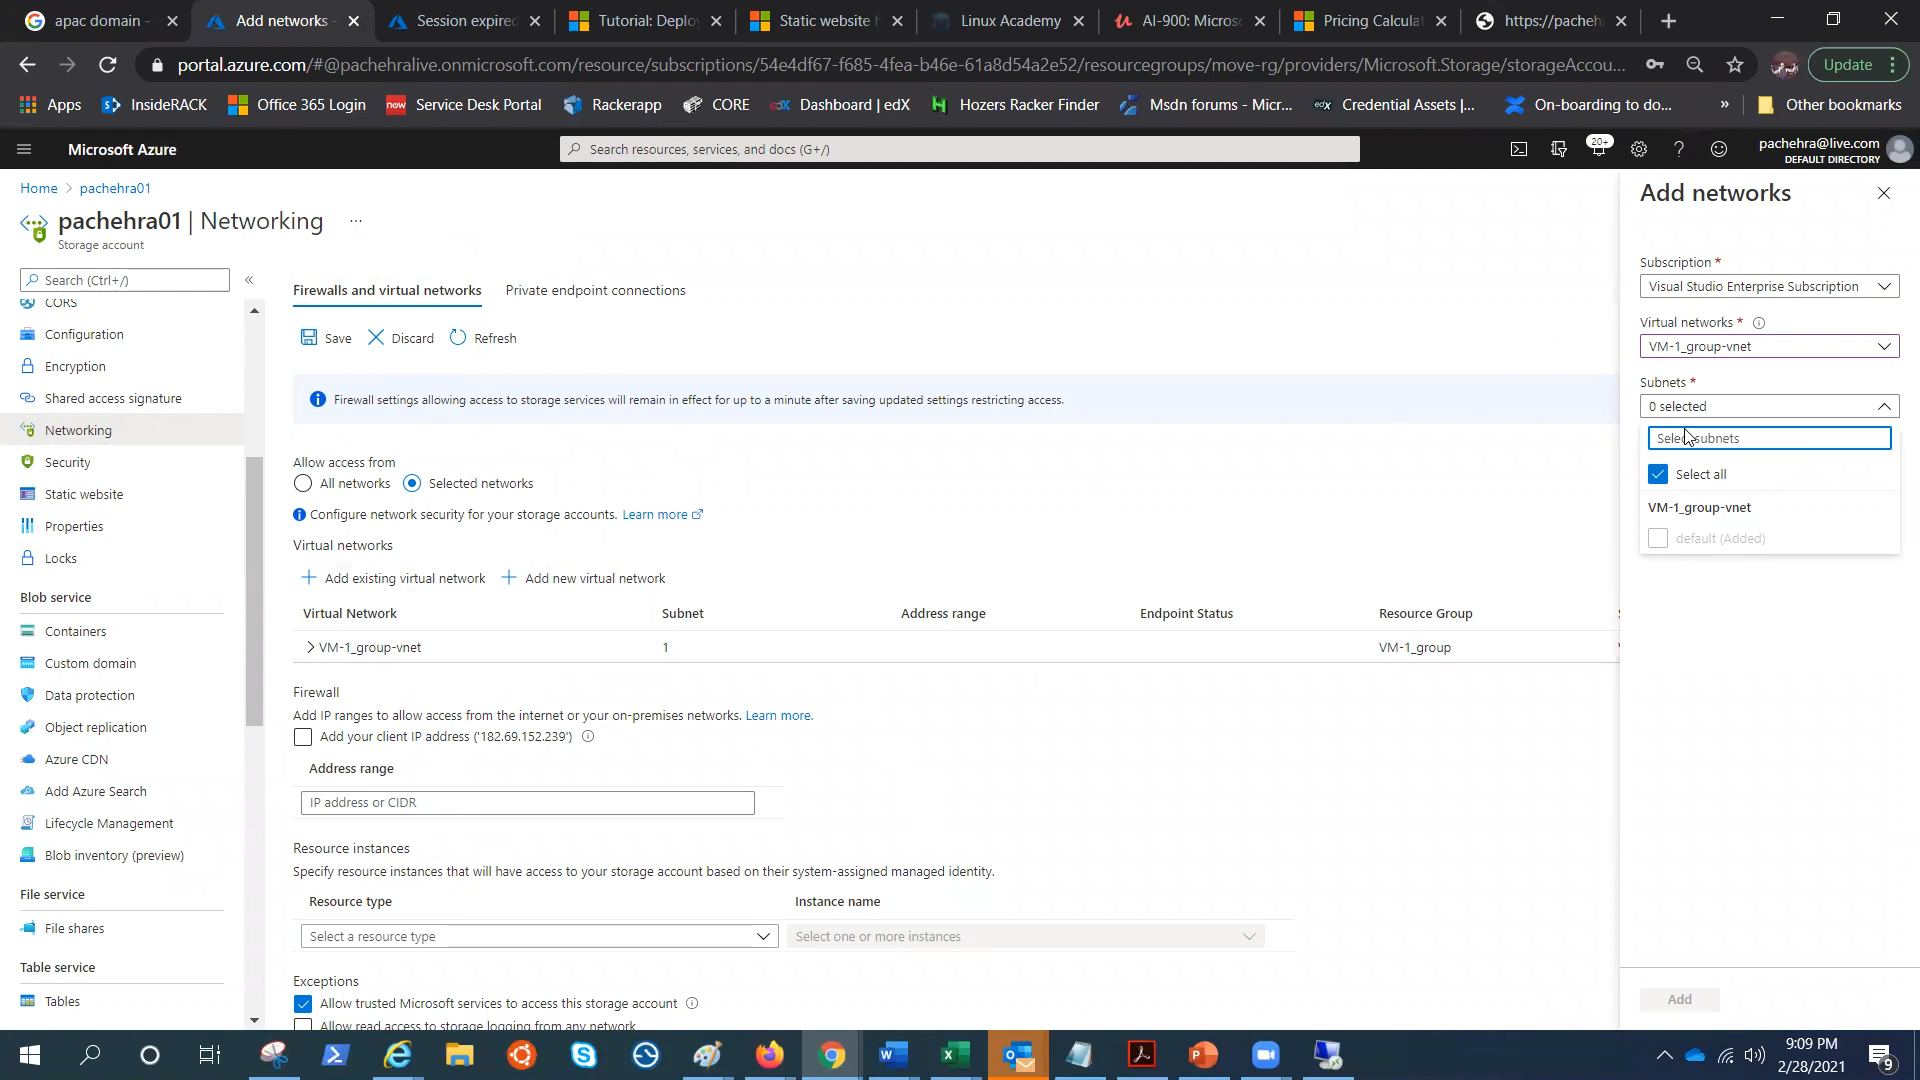 apac domain -
Add networks -
Session expired
Tutorial: Deplo
Static website h
Linux Academy
AI-900: Micros
Pricing Calcula
https://pacheh
portal.azure.com/#@pachehralive.onmicrosoft.com/resource/subscriptions/54e4df67-f685-4fea-b46e-61a8d54a2e52/resourcegroups/move-rg/providers/Microsoft.Storage/storageAccou...
Update
Apps
InsideRACK
Office 365 Login
now
Service Desk Portal
Rackerapp
CORE
edX
Dashboard | edX
Hozers Racker Finder
Msdn forums - Micr...
edx
Credential Assets |...
On-boarding to do...
»
Other bookmarks
Microsoft Azure
Search resources, services, and docs (G+/)
20+
pachehra@live.com
DEFAULT DIRECTORY
Home > pachehra01
pachehra01 | Networking
...
Storage account
Search (Ctrl+/)
«
CORS
Configuration
Encryption
Shared access signature
Networking
Security
Static website
Properties
Locks
Blob service
Containers
Custom domain
Data protection
Object replication
Azure CDN
Add Azure Search
Lifecycle Management
Blob inventory (preview)
File service
File shares
Table service
Tables
Firewalls and virtual networks
Private endpoint connections
Save
Discard
Refresh
Firewall settings allowing access to storage services will remain in effect for up to a minute after saving updated settings restricting access.
Allow access from
All networks
Selected networks
Configure network security for your storage accounts. Learn more
Virtual networks
Add existing virtual network
Add new virtual network
Virtual Network
Subnet
Address range
Endpoint Status
Resource Group
VM-1_group-vnet
1
VM-1_group
Firewall
Add IP ranges to allow access from the internet or your on-premises networks. Learn more.
Add your client IP address ('182.69.152.239')
Address range
IP address or CIDR
Resource instances
Specify resource instances that will have access to your storage account based on their system-assigned managed identity.
Resource type
Instance name
Select a resource type
Select one or more instances
Exceptions
Allow trusted Microsoft services to access this storage account
Allow read access to storage logging from any network
Add networks
Subscription *
Visual Studio Enterprise Subscription
Virtual networks *
VM-1_group-vnet
Subnets *
0 selected
Select subnets
Select all
VM-1_group-vnet
default (Added)
Add
9:09 PM
2/28/2021
9